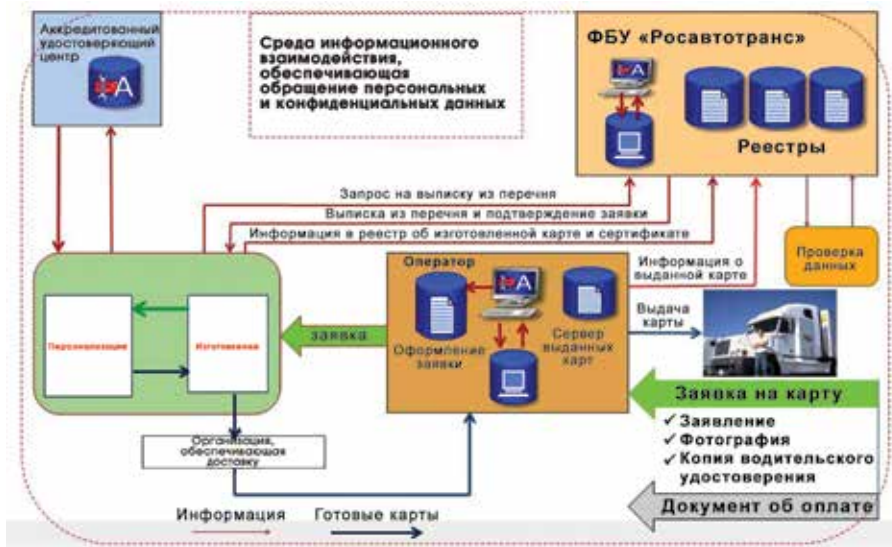 Аккредитованный
удостоверяющий
центр
А
Среда информационного
взаимодействия,
обеспечивающая
обращение персональных
и конфиденциальных данных
ФБУ «Росавтотранс»
А
Реестры
Запрос на выписку из перечня
Выписка из перечня и подтверждение заявки
Информация в реестр об изготовленной карте и сертификате
Проверка
данных
Информация о
выданной карте
Оператор
А
Оформление
заявки
Сервер
выданных
карт
Выдача
карты
заявка
Персонализация
Изготовление
Организация,
обеспечивающая
доставку
Заявка на карту
✓ Заявление
✓ Фотография
✓ Копия водительского
удостоверения
Документ об оплате
Информация
Готовые карты